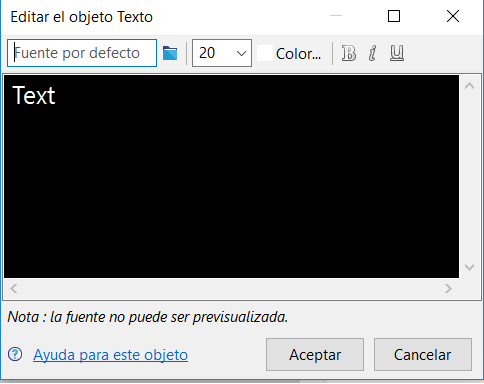 Editar el objeto Texto
Fuente por defecto 20 Color... B i U
Text
Nota : la fuente no puede ser previsualizada.
Ayuda para este objeto Aceptar Cancelar